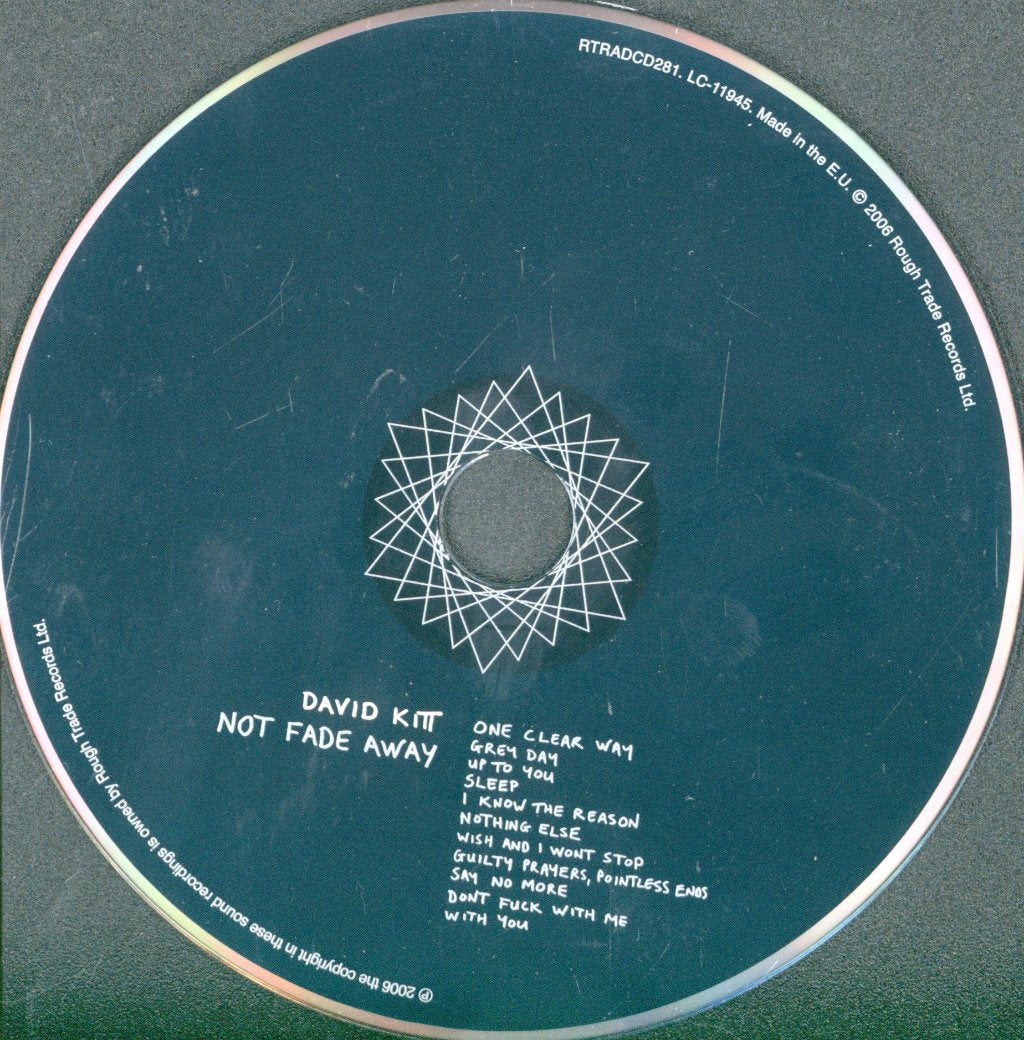 RTRADCD281. LC-11945. Made in the E.U. © 2006 Rough Trade Records Ltd.
DAVID KITT
NOT FADE AWAY
ONE CLEAR WAY
GREY DAY
UP TO YOU
SLEEP
I KNOW THE REASON
NOTHING ELSE
WISH AND I WONT STOP
GUILTY PRAYERS, POINTLESS ENDS
SAY NO MORE
DONT FUCK WITH ME
WITH YOU
℗ 2006 the copyright in these sound recordings is owned by Rough Trade Records Ltd.